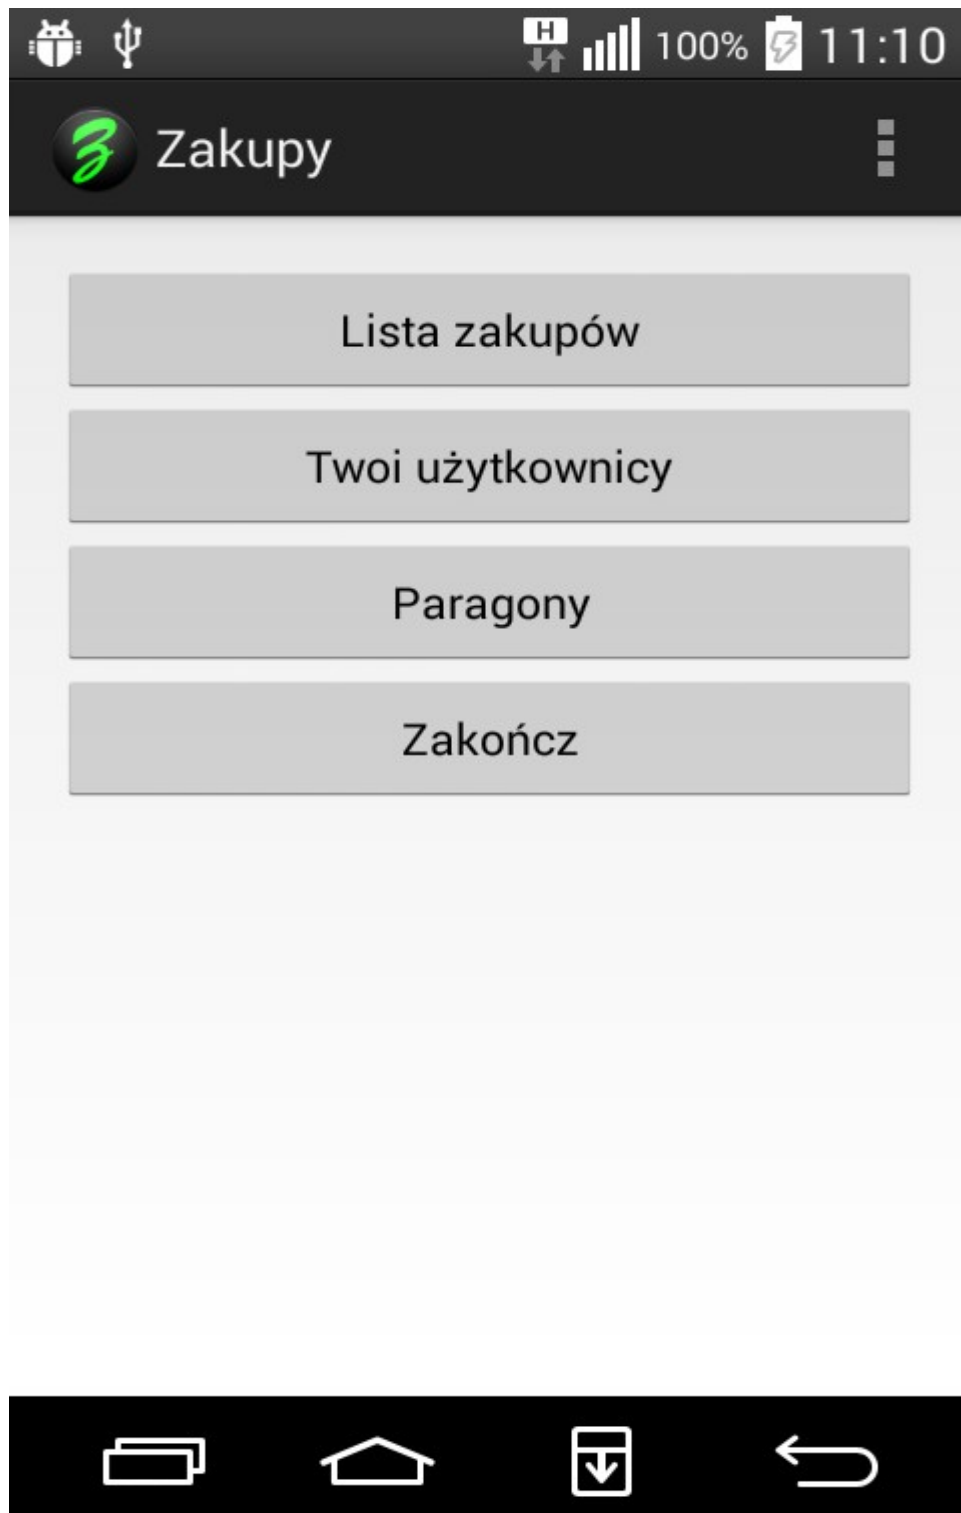 H 100% 11:10
Zakupy
Lista zakupów
Twoi użytkownicy
Paragony
Zakończ